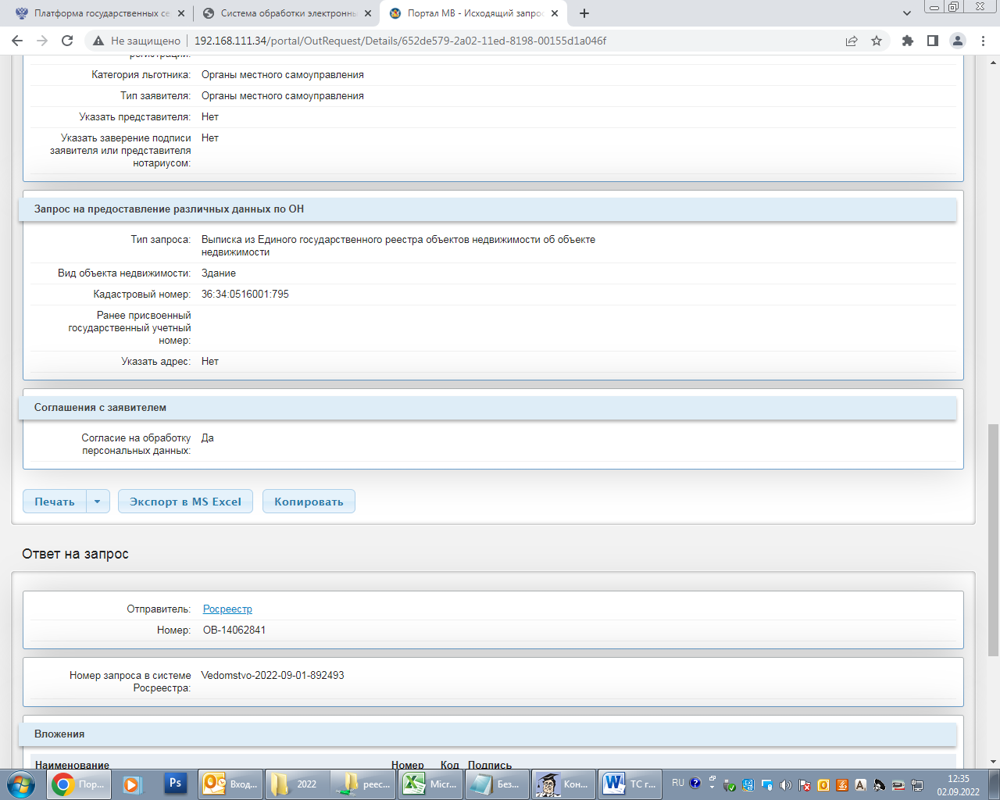 Платформа государственных се
Система обработки электронны
Портал МВ - Исходящий запрос
Не защищено
192.168.111.34/portal/OutRequest/Details/652de579-2a02-11ed-8198-00155d1a046f
регистрации:
Категория льготника: Органы местного самоуправления
Тип заявителя: Органы местного самоуправления
Указать представителя: Нет
Указать заверение подписи Нет
заявителя или представителя
нотариусом:
Запрос на предоставление различных данных по ОН
Тип запроса: Выписка из Единого государственного реестра объектов недвижимости об объекте
недвижимости
Вид объекта недвижимости: Здание
Кадастровый номер: 36:34:0516001:795
Ранее присвоенный
государственный учетный
номер:
Указать адрес: Нет
Соглашения с заявителем
Согласие на обработку Да
персональных данных:
Печать Экспорт в MS Excel Копировать
Ответ на запрос
Отправитель: Росреестр
Номер: ОВ-14062841
Номер запроса в системе Vedomstvo-2022-09-01-892493
Росреестра:
Вложения
Наименование Номер Код Подпись
Пор... Ps Вход... 2022 реес... Micr... Без... Кон... ТС г... RU 12:35
02.09.2022